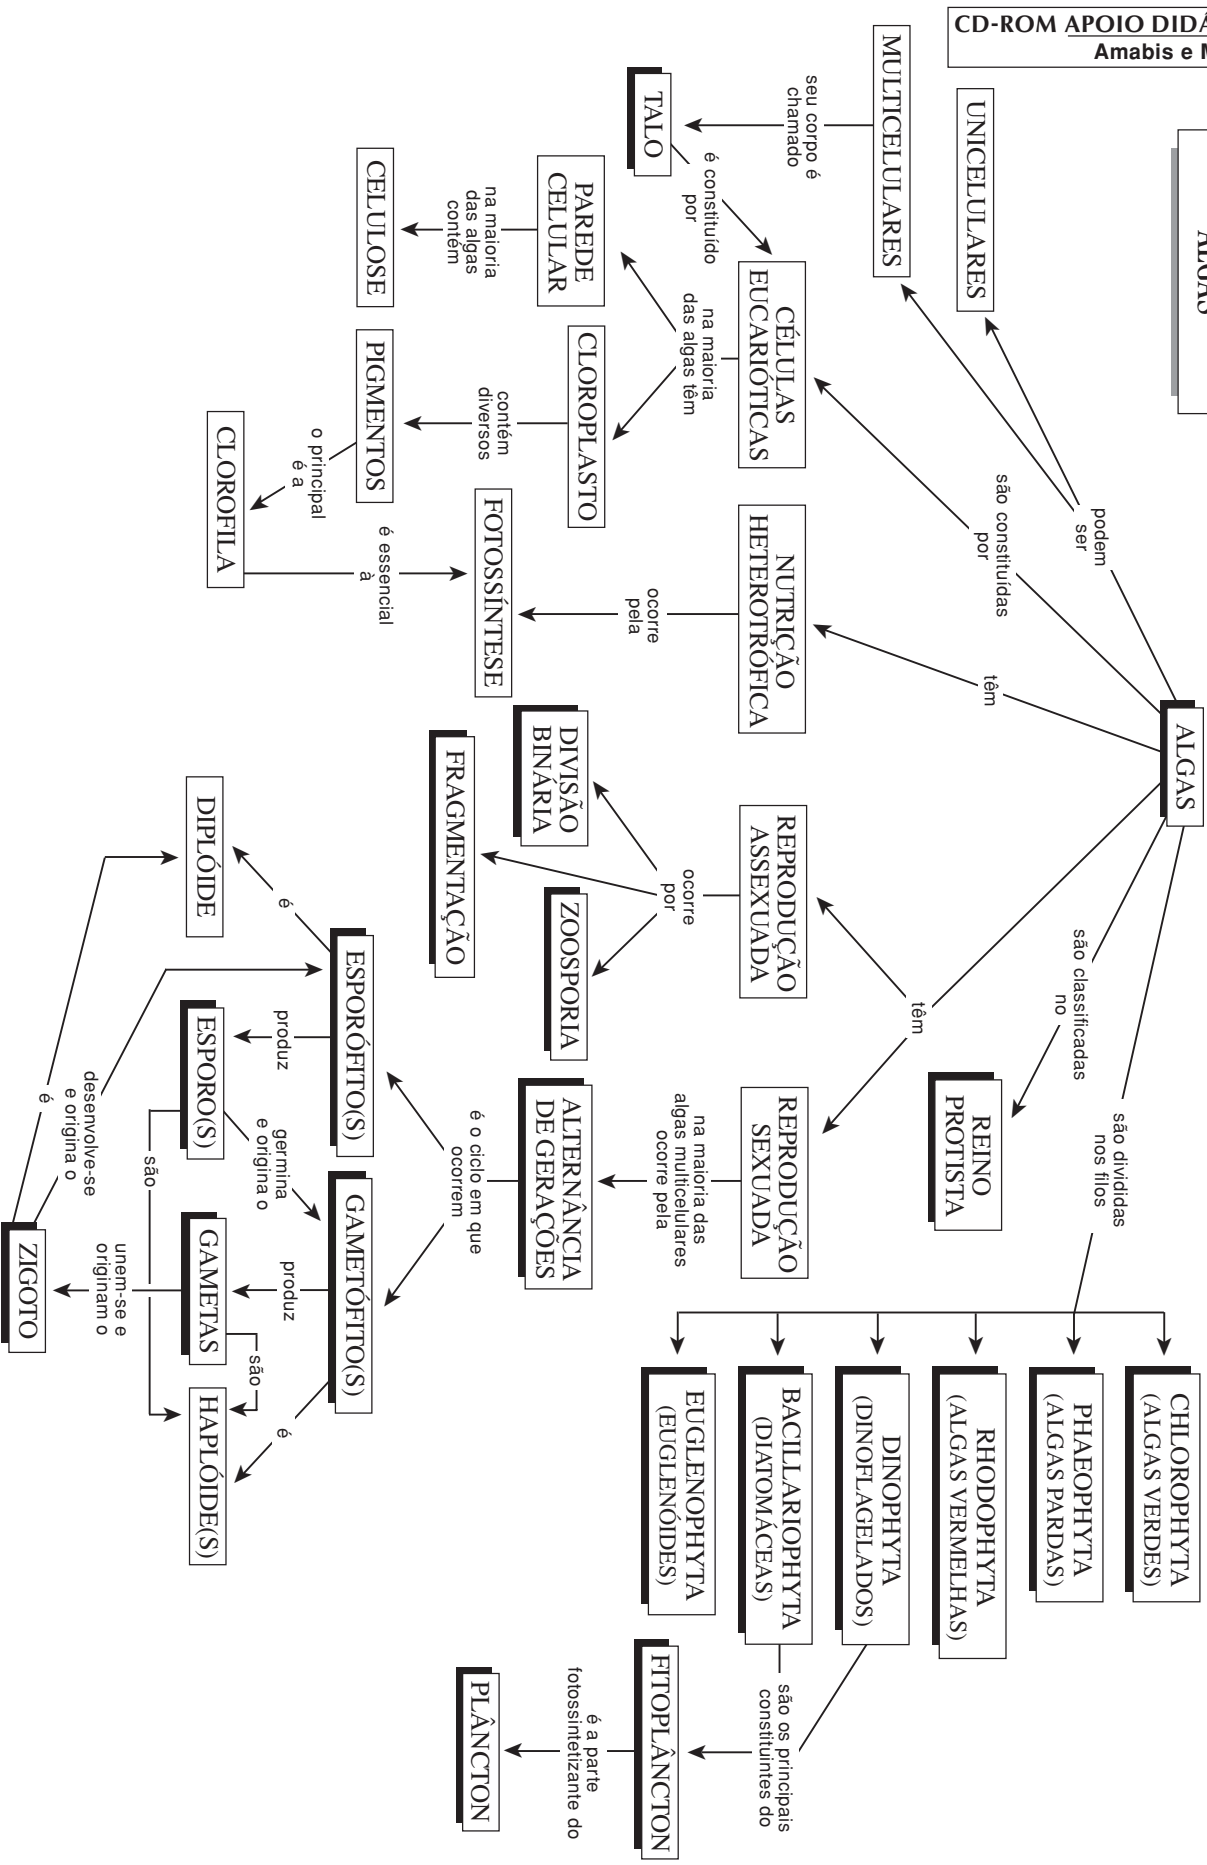 CD-ROM APOIO DIDÁ
Amabis e M
ALGAS
ALGAS
podem
ser
UNICELULARES
MULTICELULARES
seu corpo é
chamado
TALO
é constituído
por
são constituídas
por
CÉLULAS
EUCARIÓTICAS
na maioria
das algas têm
PAREDE
CELULAR
na maioria
das algas
contém
CELULOSE
CLOROPLASTO
contém
diversos
PIGMENTOS
o principal
é a
CLOROFILA
é essencial
à
têm
NUTRIÇÃO
HETEROTRÓFICA
ocorre
pela
FOTOSSÍNTESE
têm
REPRODUÇÃO
ASSEXUADA
ocorre
por
DIVISÃO
BINÁRIA
FRAGMENTAÇÃO
ZOOSPORIA
REPRODUÇÃO
SEXUADA
na maioria das
algas multicelulares
ocorre pela
ALTERNÂNCIA
DE GERAÇÕES
é o ciclo em que
ocorrem
ESPORÓFITO(S)
é
DIPLÓIDE
produz
ESPORO(S)
germina
e origina o
são
GAMETÓFITO(S)
produz
GAMETAS
são
é
HAPLÓIDE(S)
unem-se e
originam o
ZIGOTO
é
desenvolve-se
e origina o
são classificadas
no
REINO
PROTISTA
são divididas
nos filos
CHLOROPHYTA
(ALGAS VERDES)
PHAEOPHYTA
(ALGAS PARDAS)
RHODOPHYTA
(ALGAS VERMELHAS)
DINOPHYTA
(DINOFLAGELADOS)
BACILLARIOPHYTA
(DIATOMÁCEAS)
EUGLENOPHYTA
(EUGLENÓIDES)
são os principais
constituintes do
FITOPLÂNCTON
é a parte
fotossintetizante do
PLÂNCTON